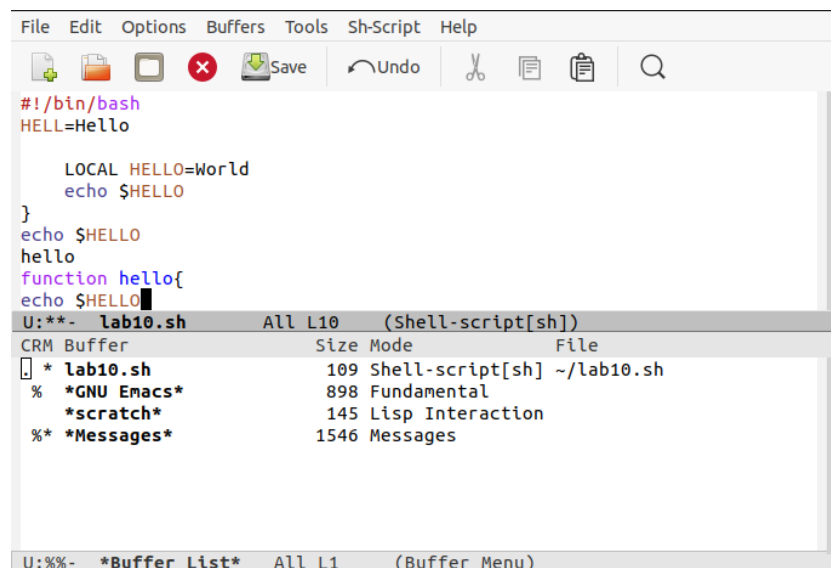 File Edit Options Buffers Tools Sh-Script Help
Save Undo
#!/bin/bash
HELL=Hello
LOCAL HELLO=World
echo $HELLO
}
echo $HELLO
hello
function hello{
echo $HELLO
U:**- lab10.sh All L10 (Shell-script[sh])
CRM Buffer Size Mode File
. * lab10.sh 109 Shell-script[sh] ~/lab10.sh
% *GNU Emacs* 898 Fundamental
*scratch* 145 Lisp Interaction
%* *Messages* 1546 Messages
U:%%- *Buffer List* All L1 (Buffer Menu)